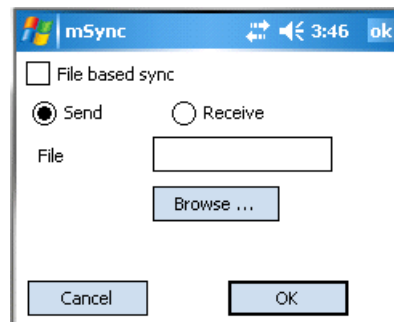 mSync 3:46 ok
File based sync
Send Receive
File
Browse ...
Cancel OK